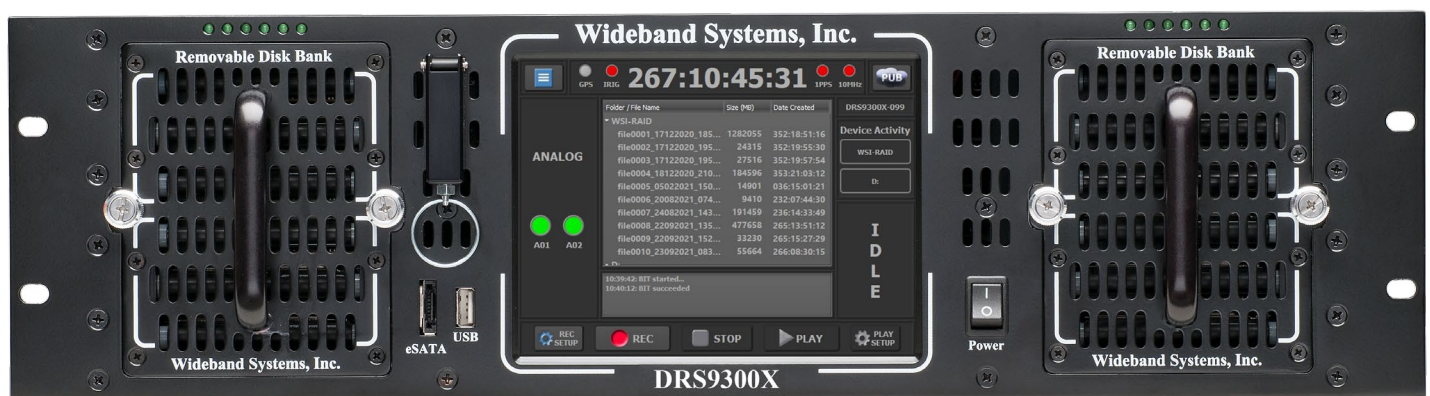 Wideband Systems, Inc.
Removable Disk Bank
Wideband Systems, Inc.
eSATA
USB
GPS
IRIG
267:10:45:31
1PPS
10MHz
PUB
ANALOG
A01 A02
Folder / File Name Size (MB) Date Created
WSI-RAID
file0001_17122020_185... 1282055 352:18:51:16
file0002_17122020_195... 24315 352:19:55:30
file0003_17122020_195... 27516 352:19:57:54
file0004_18122020_210... 184596 353:21:03:12
file0005_05022021_150... 14901 036:15:01:21
file0006_20082021_074... 9410 232:07:44:30
file0007_24082021_143... 191459 236:14:33:49
file0008_22092021_135... 477658 265:13:51:12
file0009_22092021_152... 33230 265:15:27:29
file0010_23092021_083... 55664 266:08:30:15
D:
10:39:42: BIT started...
10:40:12: BIT succeeded
DRS9300X-099
Device Activity
WSI-RAID
D:
I
D
L
E
REC
SETUP
REC
STOP
PLAY
PLAY
SETUP
DRS9300X
Power
Removable Disk Bank
Wideband Systems, Inc.